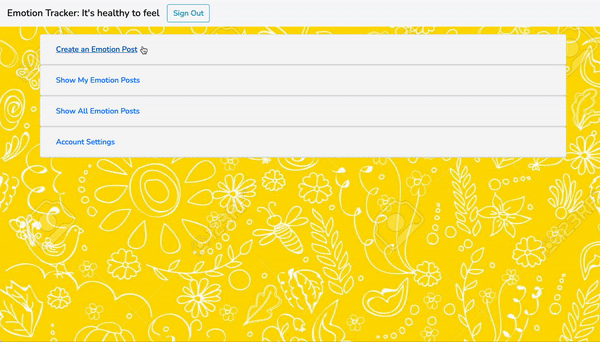 Emotion Tracker: It's healthy to feel Sign Out
Create an Emotion Post
Show My Emotion Posts
Show All Emotion Posts
Account Settings